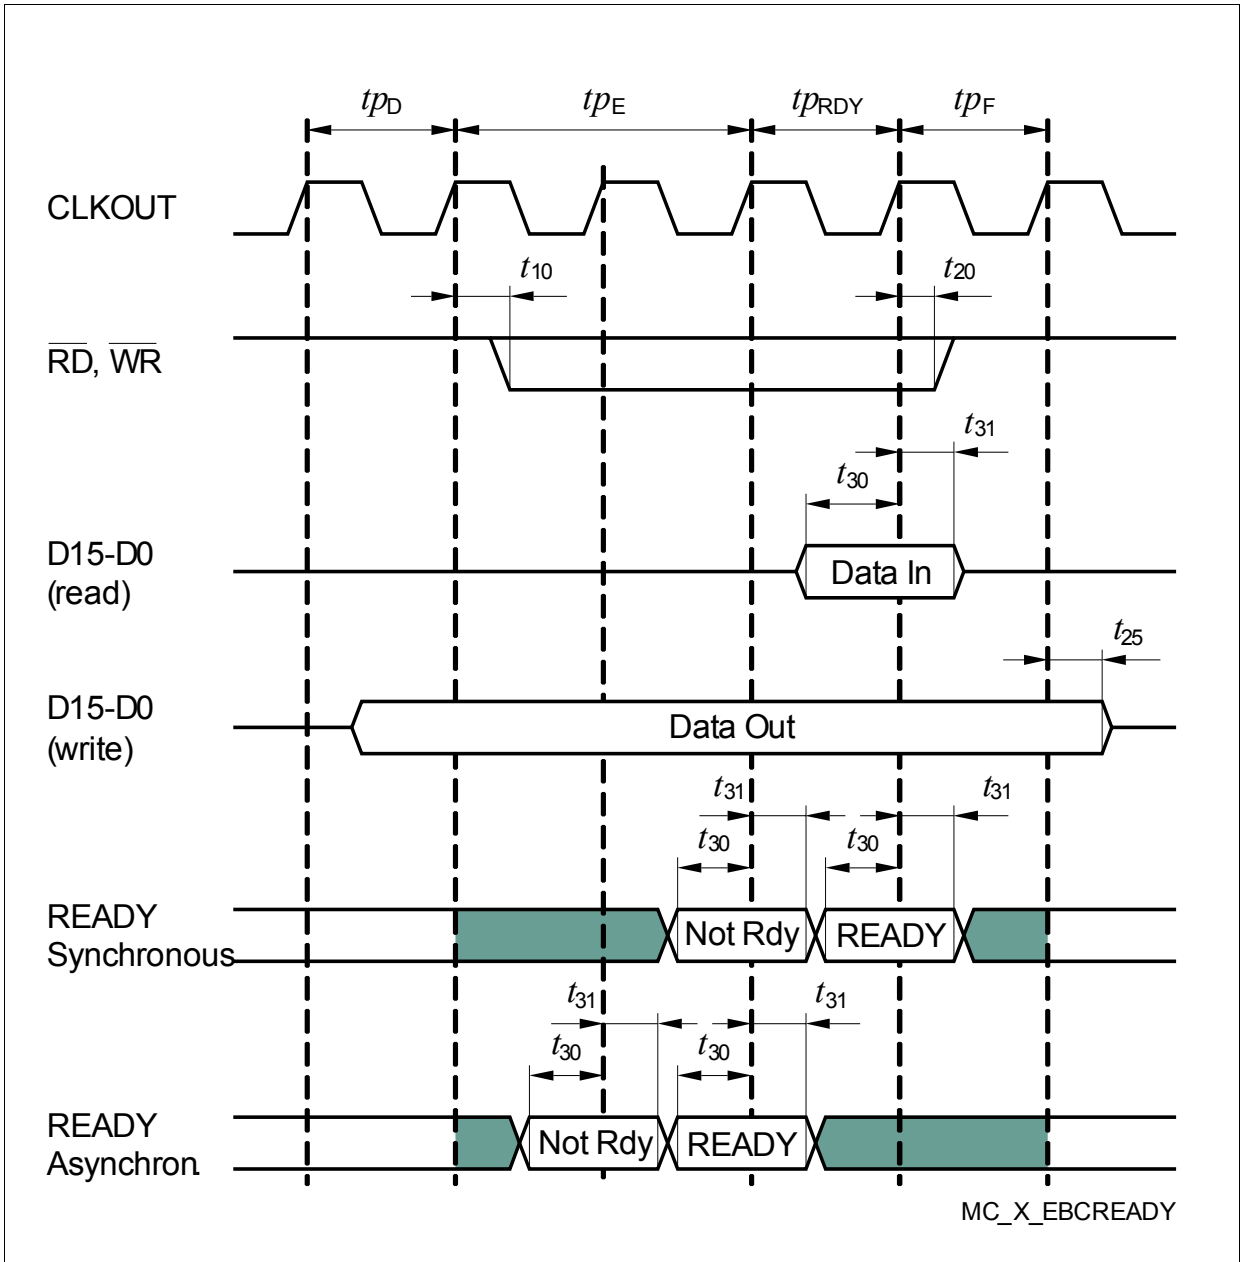 tpD tpE tpRDY tpF
CLKOUT
t10 t20
RD, WR
t31
t30
D15-D0
(read)
Data In
t25
D15-D0
(write)
Data Out
t31 t31
t30 t30
READY
Synchronous
Not Rdy READY
t31 t31
t30 t30
READY
Asynchron.
Not Rdy READY
MC_X_EBCREADY